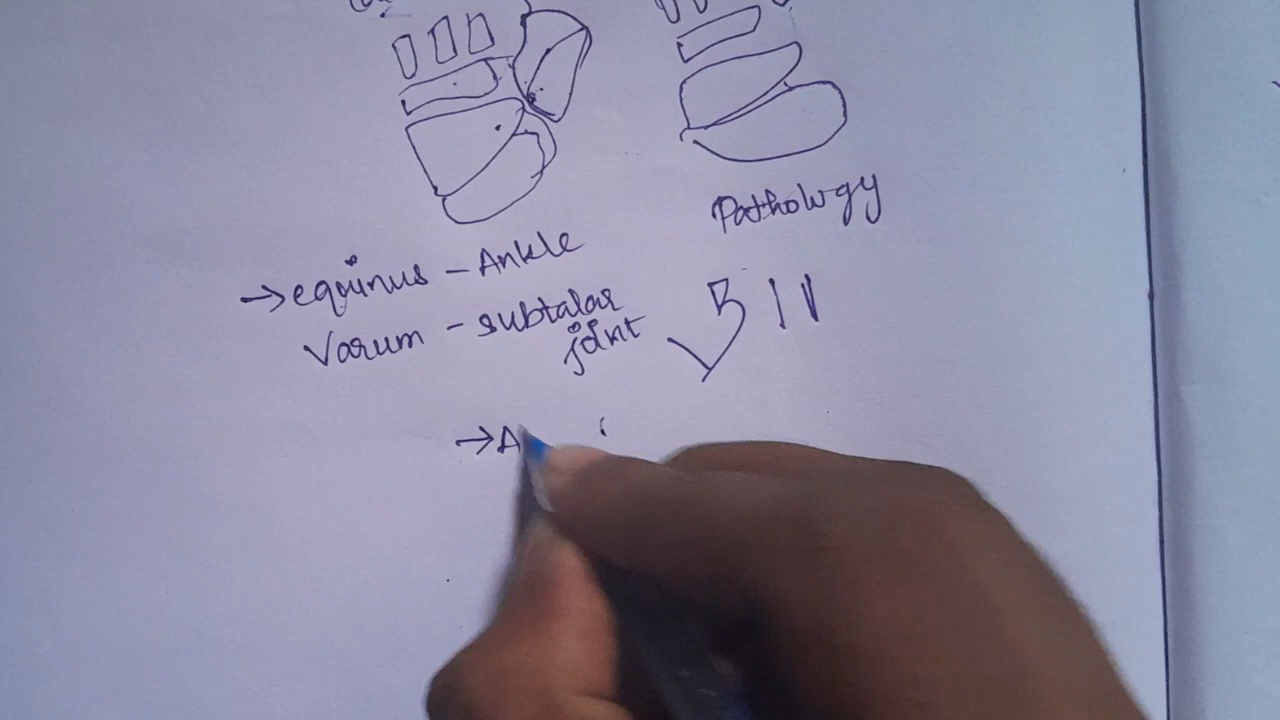 Pathology
→ equinus - Ankle
Varum - subtalar
joint
→ A